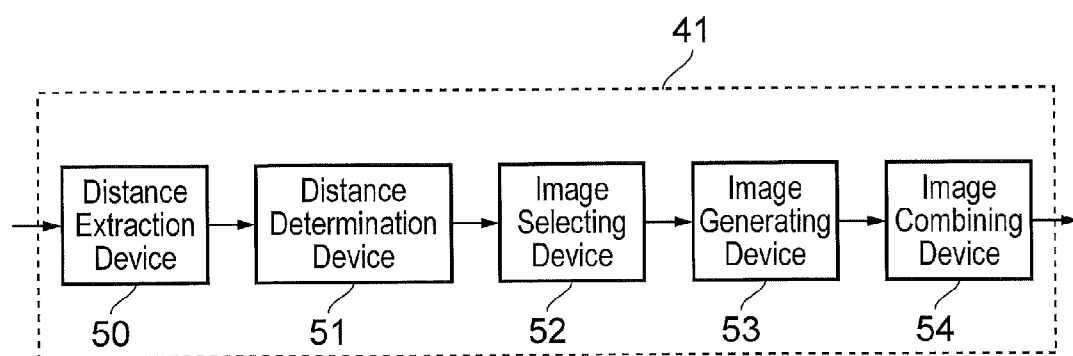 41
Distance
Extraction
Device
Distance
Determination
Device
Image
Selecting
Device
Image
Generating
Device
Image
Combining
Device
50
51
52
53
54